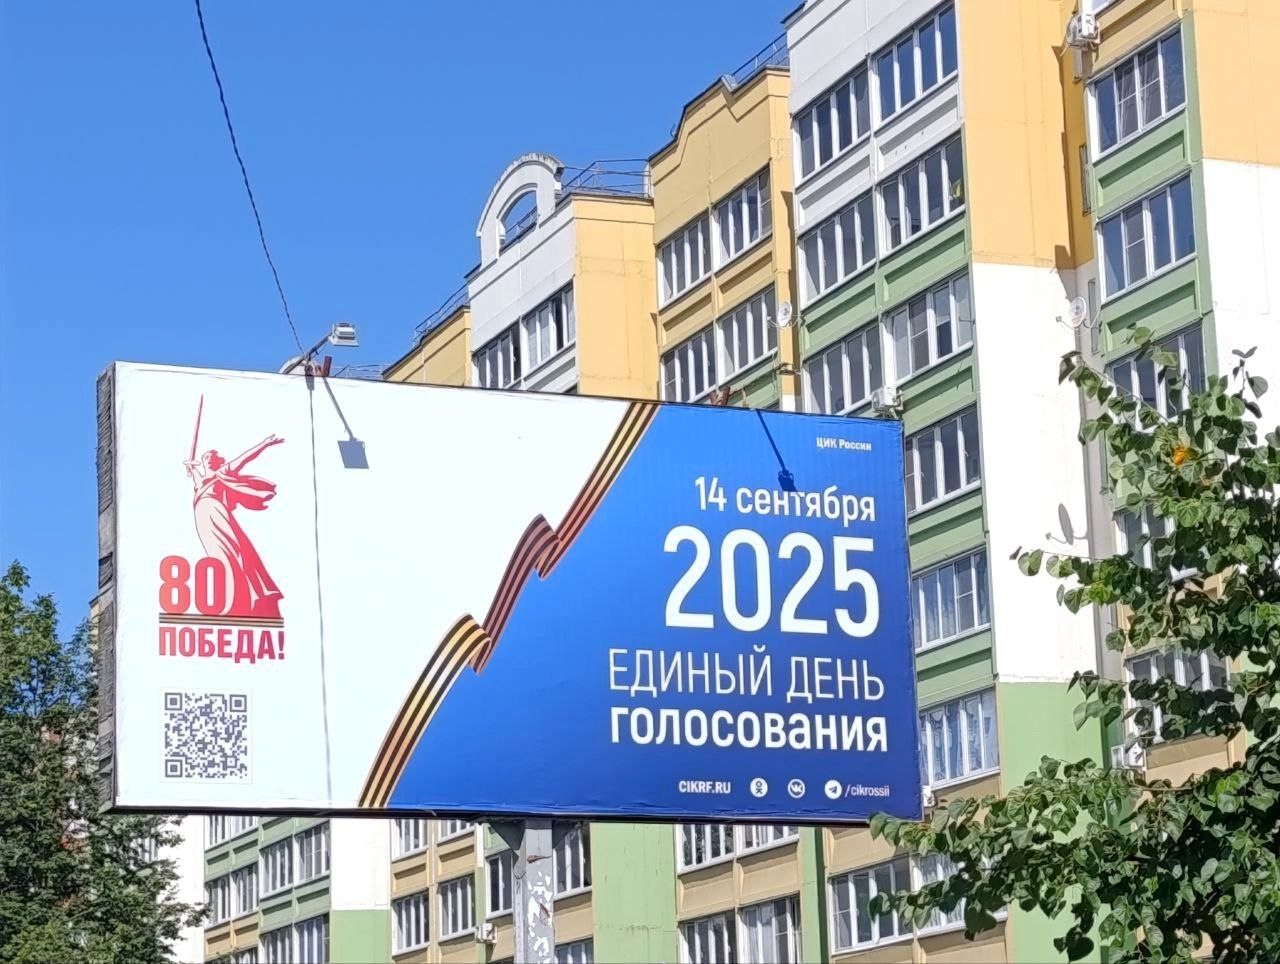 80
ПОБЕДА!
ЦИК России
14 сентября
2025
ЕДИНЫЙ ДЕНЬ
ГОЛОСОВАНИЯ
CIKRF.RU
/cikrossii